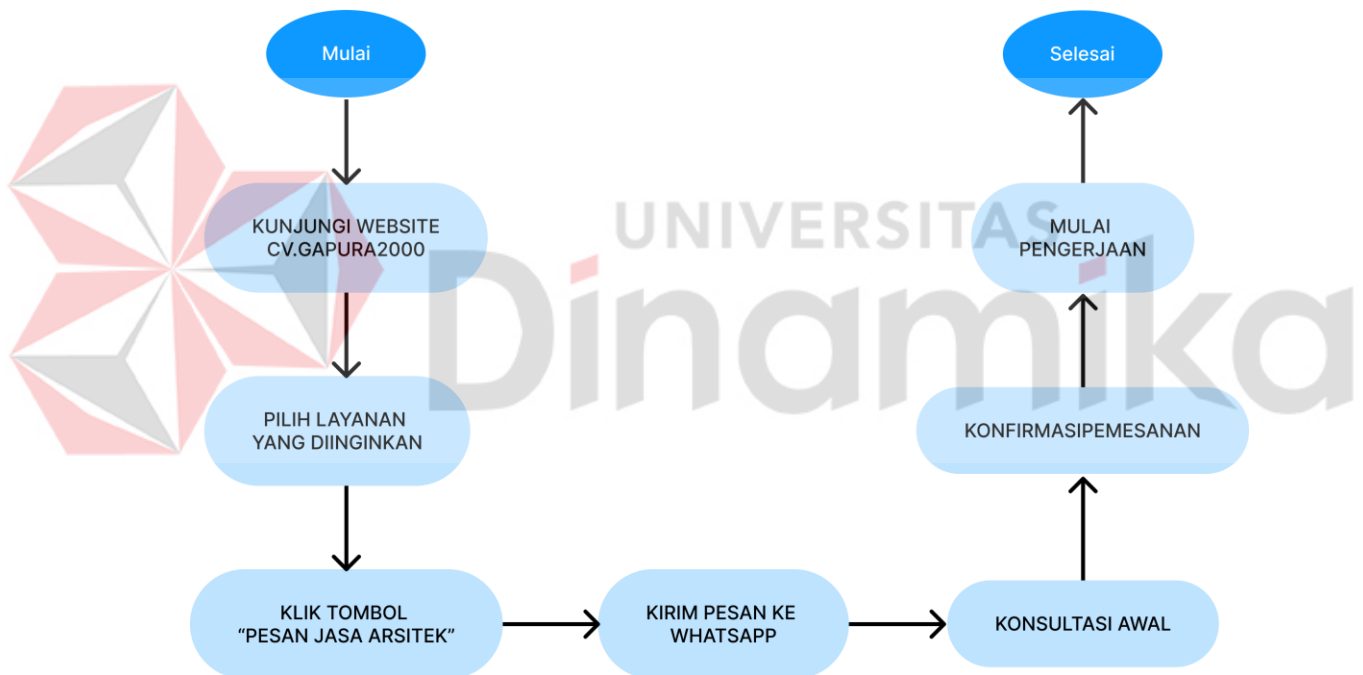 Mulai
KUNJUNGI WEBSITE
CV.GAPURA2000
PILIH LAYANAN
YANG DIINGINKAN
KLIK TOMBOL
“PESAN JASA ARSITEK”
KIRIM PESAN KE
WHATSAPP
KONSULTASI AWAL
KONFIRMASIPEMESANAN
MULAI
PENGERJAAN
Selesai
UNIVERSITAS
Dinamika